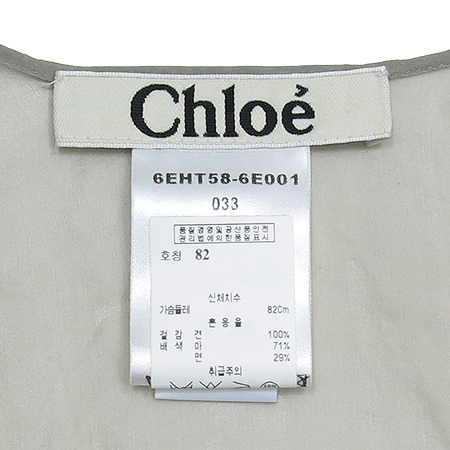 Chloé
6EHT58-6E001
033
품질경영및공산품안전
관리법에의한품질표시
호칭 82
신체치수
가슴둘레 82Cm
혼용율
겉감 견 100%
배색 마 71%
면 29%
취급주의